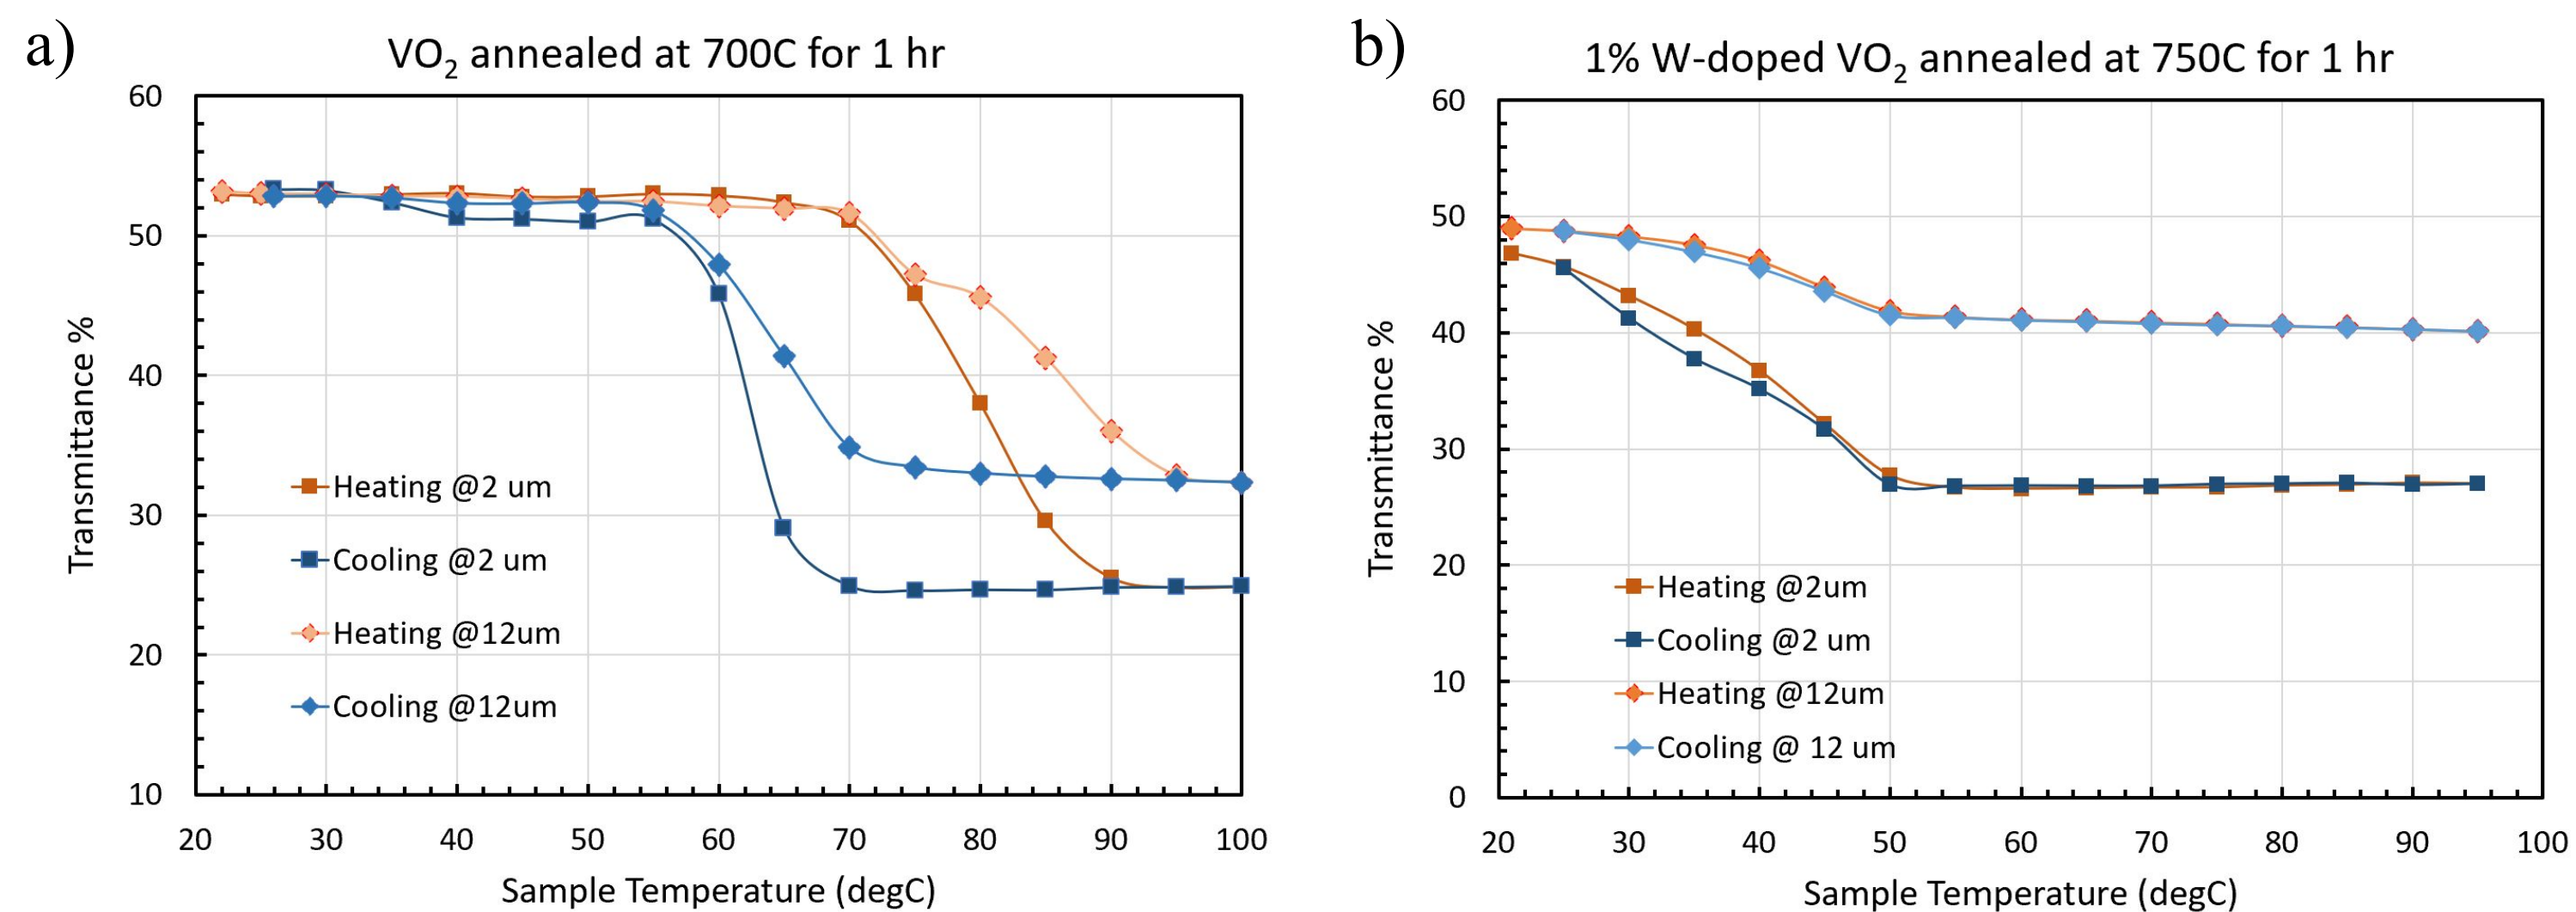 a)
VO2 annealed at 700C for 1 hr
60
50
40
30
20
10
Transmittance %
Heating @2 um
Cooling @2 um
Heating @12um
Cooling @12um
20 30 40 50 60 70 80 90 100
Sample Temperature (degC)
b)
1% W-doped VO2 annealed at 750C for 1 hr
60
50
40
30
20
10
0
Transmittance %
Heating @2um
Cooling @2 um
Heating @12um
Cooling @ 12 um
20 30 40 50 60 70 80 90 100
Sample Temperature (degC)